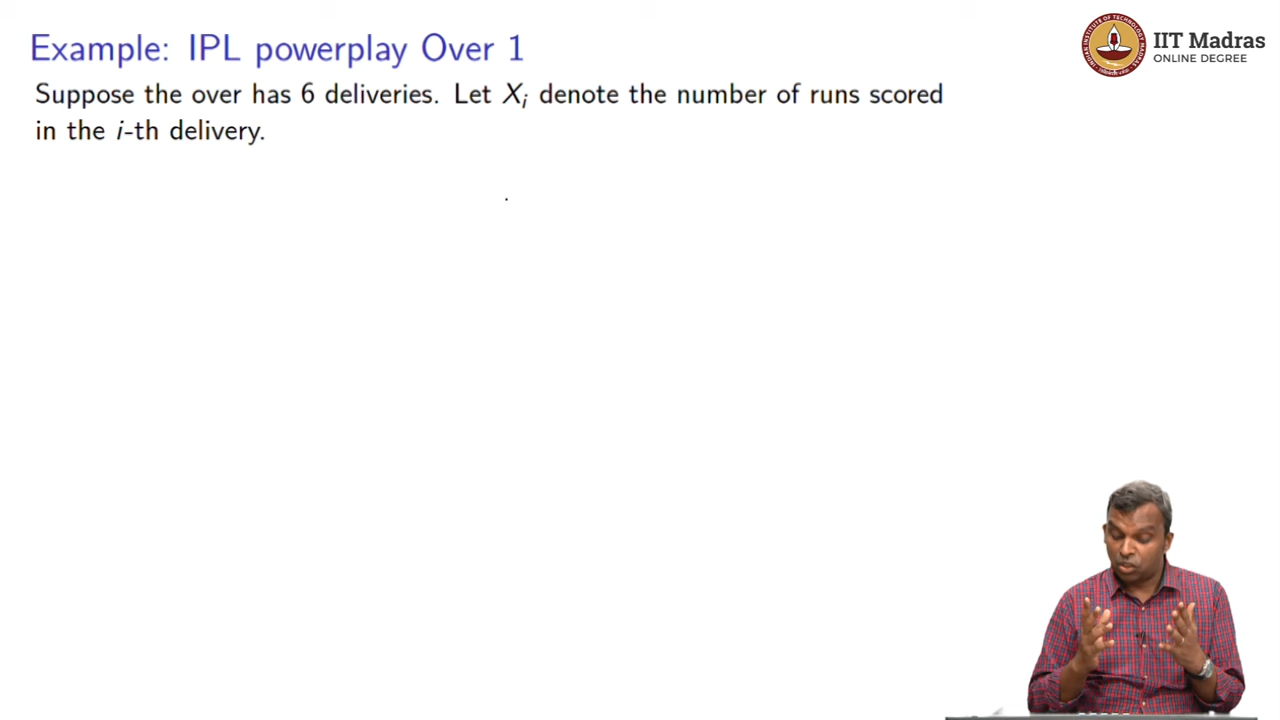 Example: IPL powerplay Over 1
Suppose the over has 6 deliveries. Let Xᵢ denote the number of runs scored
in the i-th delivery.
IIT Madras
ONLINE DEGREE